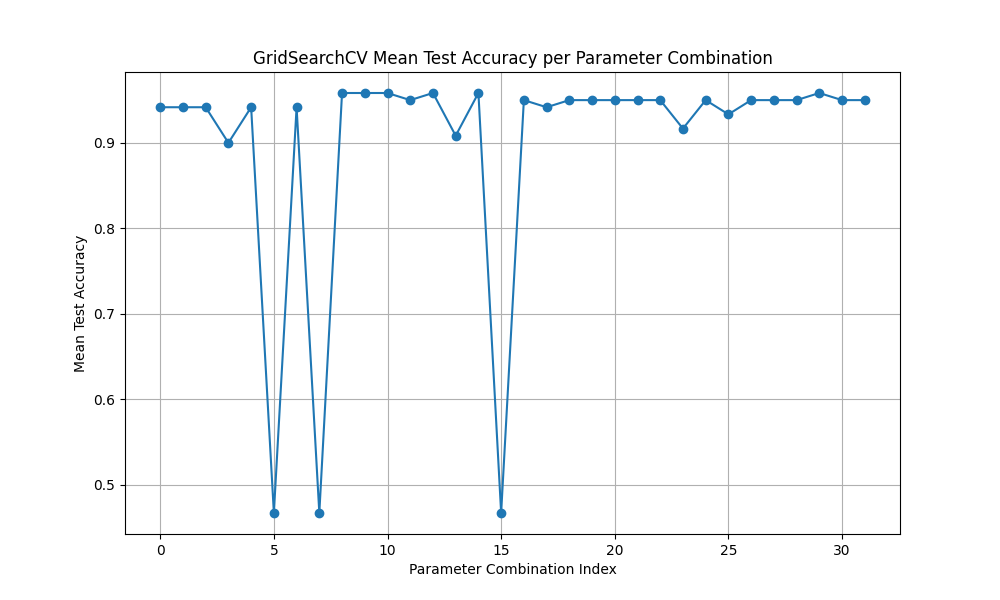 GridSearchCV Mean Test Accuracy per Parameter Combination
0.9
0.8
0.7
0.6
0.5
Mean Test Accuracy
0 5 10 15 20 25 30
Parameter Combination Index